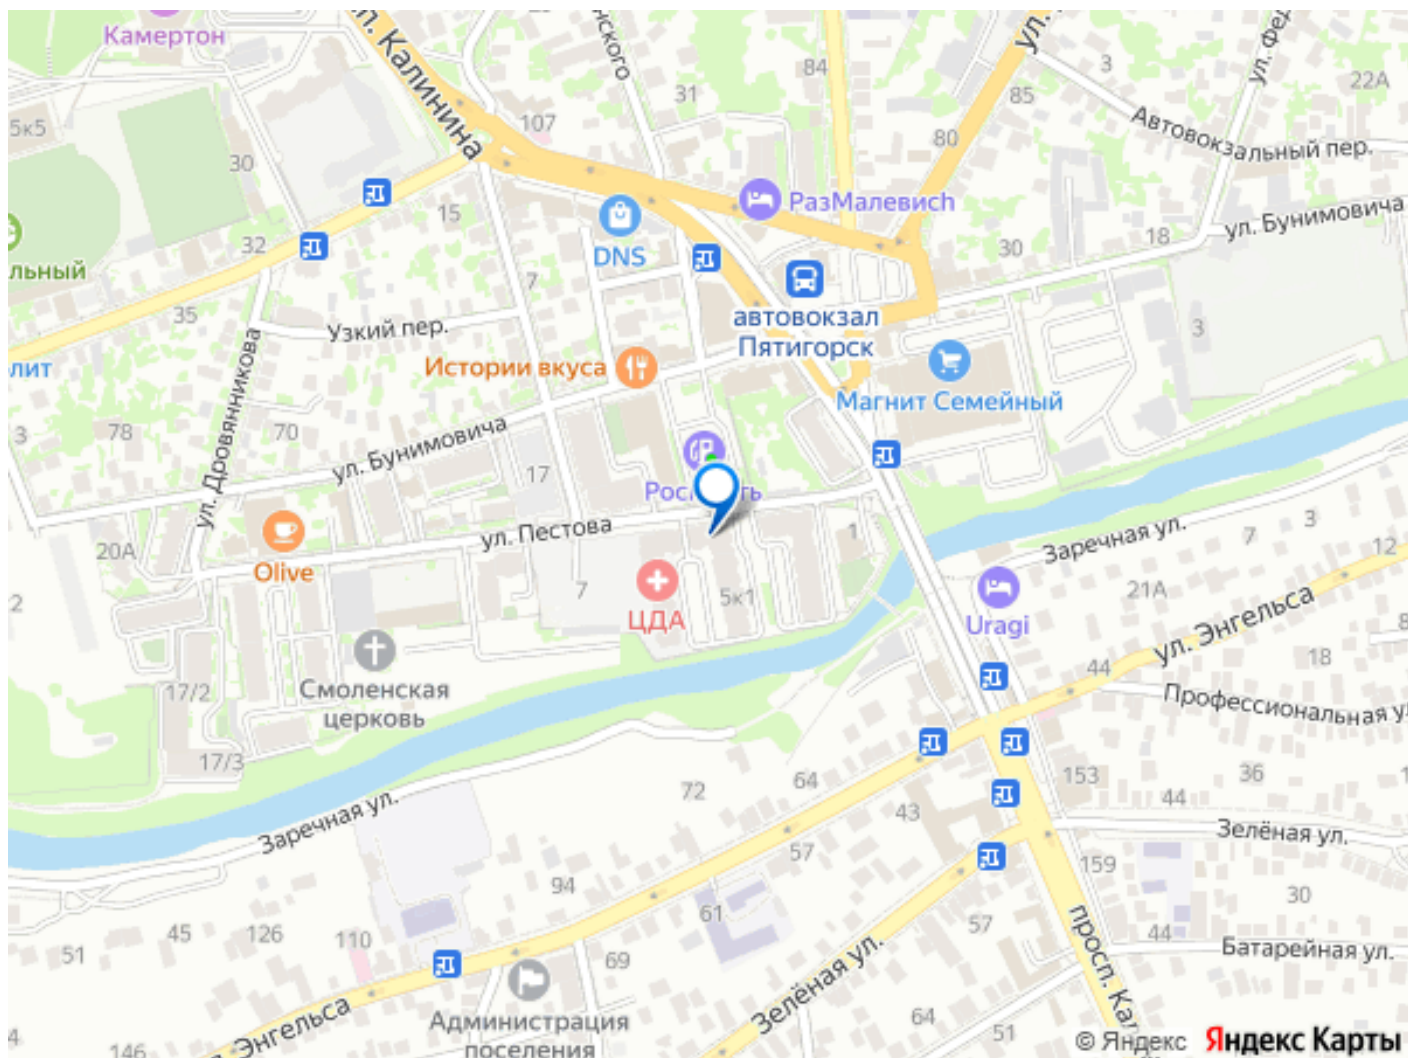 Камертон
просп. Калинина
нского
84
ул.
3
ул. Фед
22А
5к5
31
85
107
80
Автовокзальный пер.
30
РазМалевич
15
32
DNS
ул. Бунимовича
18
30
льный
7
автовокзал
Пятигорск
35
Узкий пер.
3
лит
Истории вкуса
Магнит Семейный
ул. Дровянникова
3
78
70
ул. Бунимовича
17
ул. Пестова
1
Заречная ул.
7
3
12
20А
Olive
2
7
ЦДА
5к1
Uragi
21А
ул. Энгельса
8
Смоленская
церковь
44
18
17/2
Профессиональная у
17/3
72
64
153
36
1
43
44
Заречная ул.
Зелёная ул.
57
159
94
30
61
51
45
126
110
57
44
Батарейная ул.
69
Зелёная ул.
просп. Кал
4
146
Энгельса
Администрация
поселения
64
51
© Яндекс Яндекс Карты